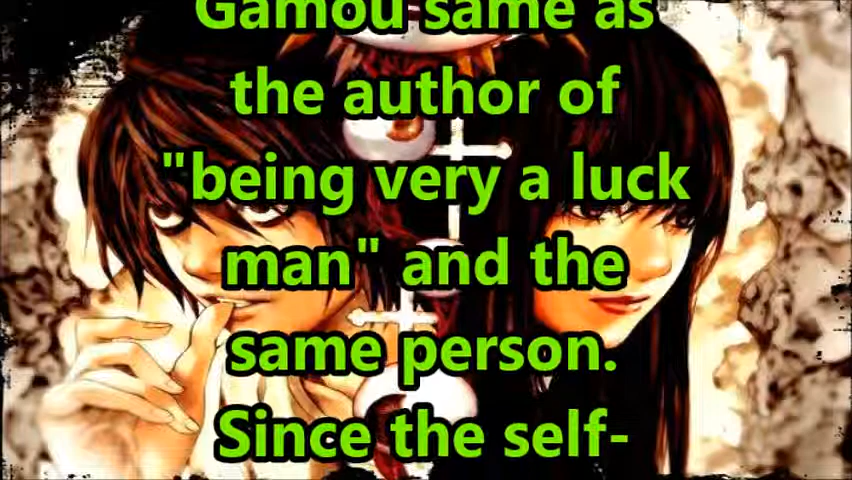 Gamou same as
the author of
"being very a luck
man" and the
same person.
Since the self-